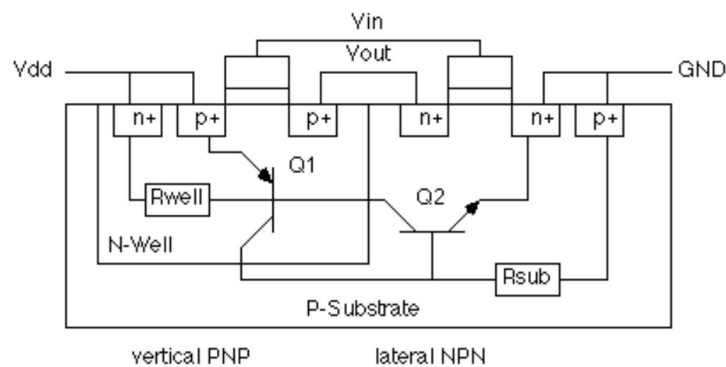 Vin
Vout
Vdd
GND
n+ p+ p+ n+ n+ p+
Q1
Rwell
Q2
N-Well
Rsub
P-Substrate
vertical PNP lateral NPN